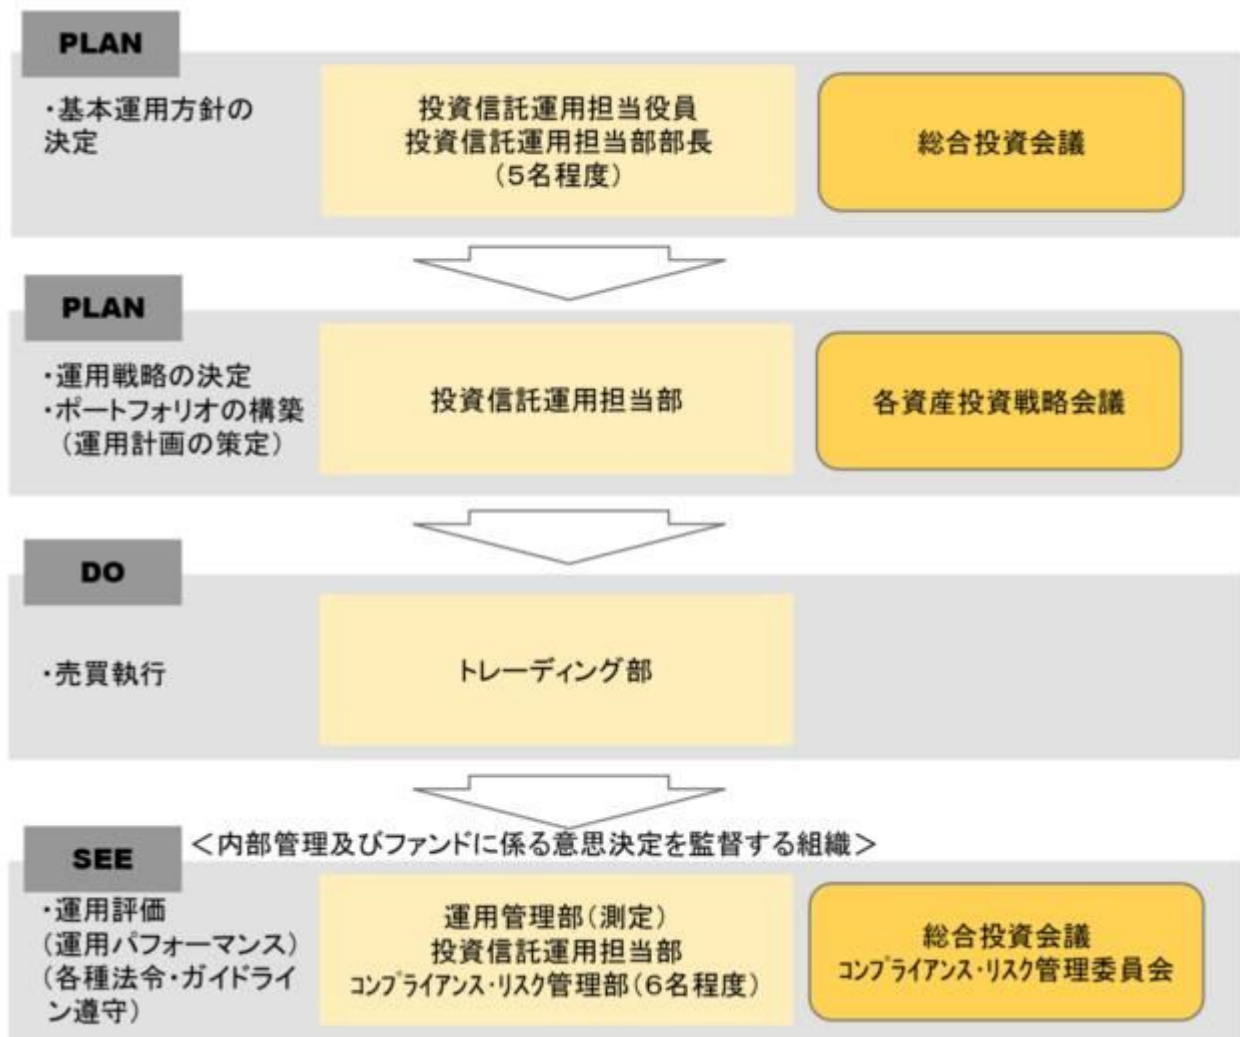 PLAN
・基本運用方針の
決定
投資信託運用担当役員
投資信託運用担当部部長
(5名程度)
総合投資会議
PLAN
・運用戦略の決定
・ポートフォリオの構築
(運用計画の策定)
投資信託運用担当部
各資産投資戦略会議
DO
・売買執行
トレーディング部
SEE
＜内部管理及びファンドに係る意思決定を監督する組織＞
・運用評価
(運用パフォーマンス)
(各種法令・ガイドライ
ン遵守)
運用管理部(測定)
投資信託運用担当部
ｺﾝﾌﾟﾗｲｱﾝｽ・ﾘｽｸ管理部(6名程度)
総合投資会議
ｺﾝﾌﾟﾗｲｱﾝｽ・ﾘｽｸ管理委員会